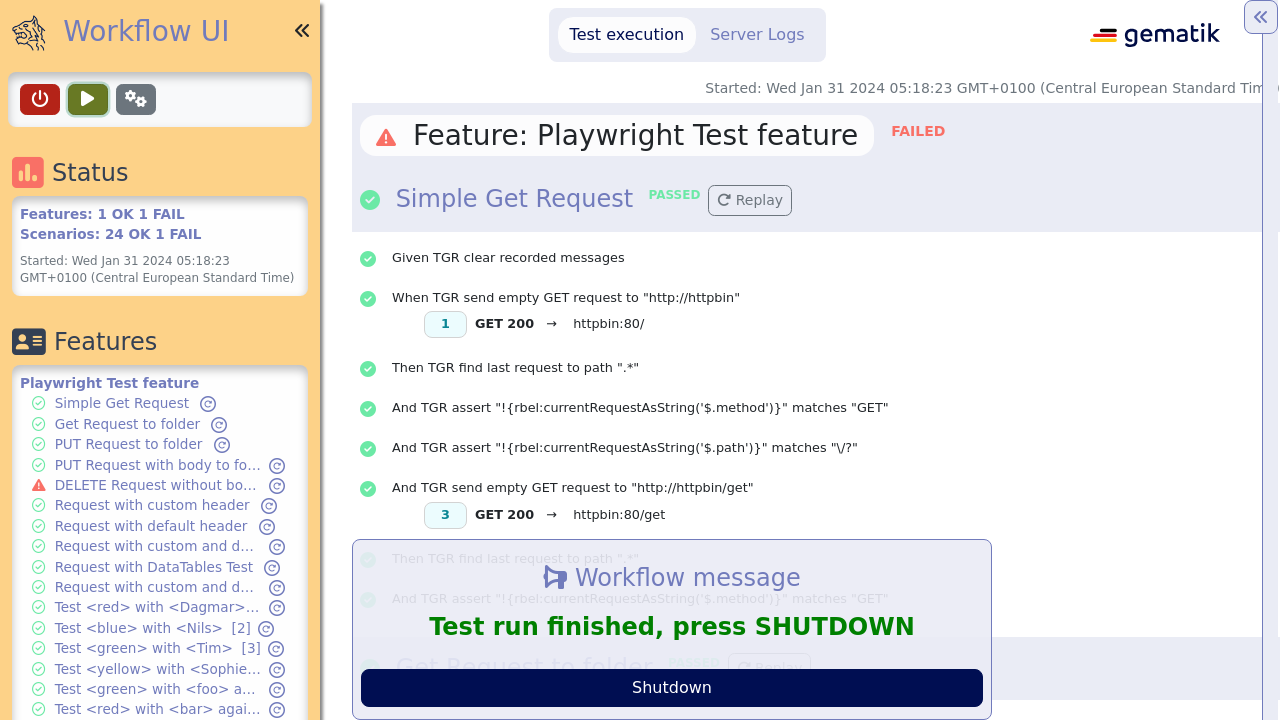 Workflow UI
Status
Features: 1 OK 1 FAIL
Scenarios: 24 OK 1 FAIL
Started: Wed Jan 31 2024 05:18:23
GMT+0100 (Central European Standard Time)
Features
Playwright Test feature
Simple Get Request
Get Request to folder
PUT Request to folder
PUT Request with body to fo...
DELETE Request without bo...
Request with custom header
Request with default header
Request with custom and d...
Request with DataTables Test
Request with custom and d...
Test <red> with <Dagmar>...
Test <blue> with <Nils> [2]
Test <green> with <Tim> [3]
Test <yellow> with <Sophie...
Test <green> with <foo> a...
Test <red> with <bar> agai...
Test execution
Server Logs
gematik
Started: Wed Jan 31 2024 05:18:23 GMT+0100 (Central European Standard Tim
Feature: Playwright Test feature
FAILED
Simple Get Request
PASSED
Replay
Given TGR clear recorded messages
When TGR send empty GET request to "http://httpbin"
1 GET 200 → httpbin:80/
Then TGR find last request to path ".*"
And TGR assert "!{rbel:currentRequestAsString('$.method')}" matches "GET"
And TGR assert "!{rbel:currentRequestAsString('$.path')}" matches "\/?"
And TGR send empty GET request to "http://httpbin/get"
3 GET 200 → httpbin:80/get
Then TGR find last request to path ".*"
And TGR assert "!{rbel:currentRequestAsString('$.method')}" matches "GET"
Get Request to folder
PASSED
Replay
Workflow message
Test run finished, press SHUTDOWN
Shutdown